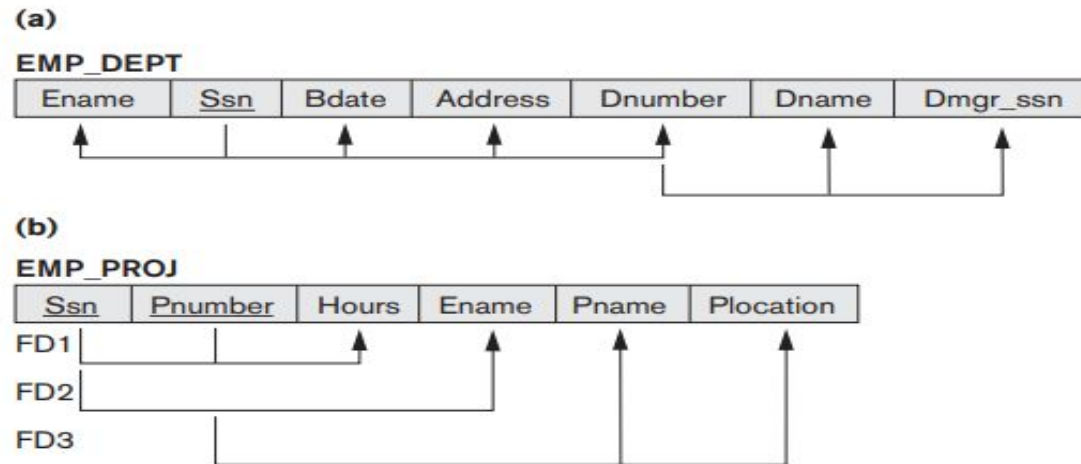 (a)
EMP_DEPT
Ename Ssn Bdate Address Dnumber Dname Dmgr_ssn
(b)
EMP_PROJ
Ssn Pnumber Hours Ename Pname Plocation
FD1
FD2
FD3